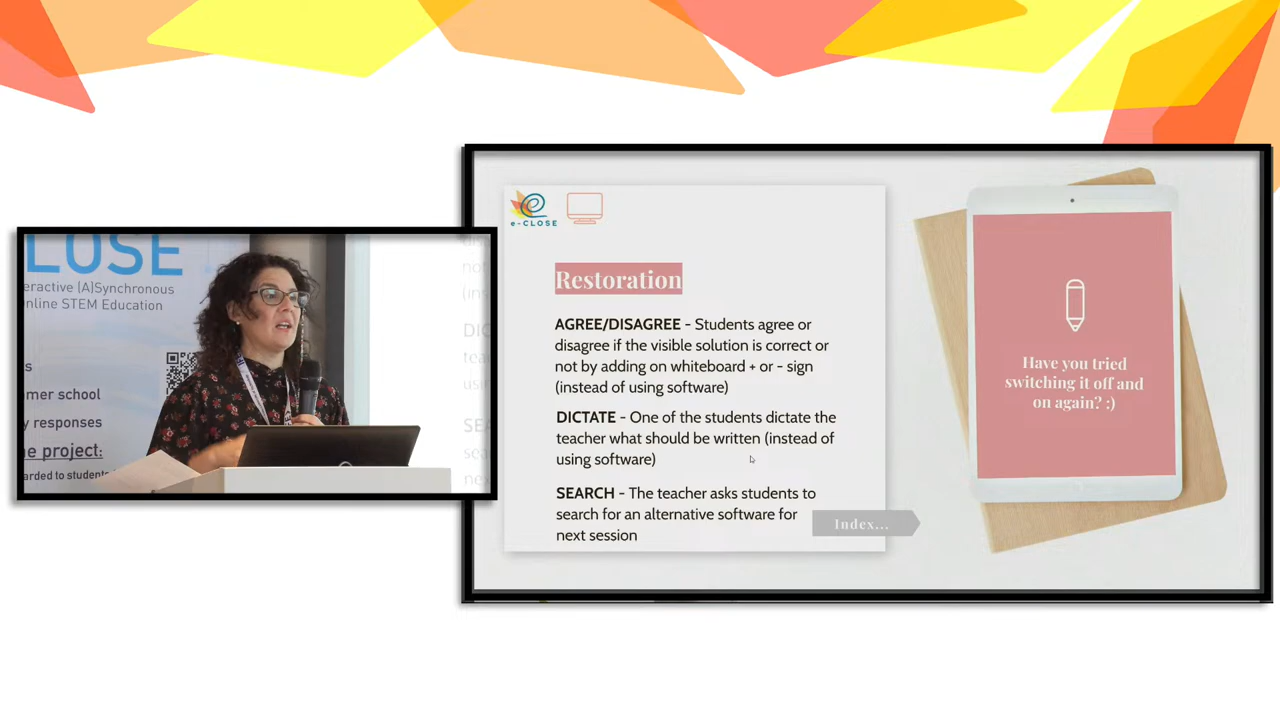 CLOSE
eractive (A)Synchronous
nline STEM Education
s
mer school
y responses
e project:
arded to students
e-CLOSE
Restoration
AGREE/DISAGREE - Students agree or
disagree if the visible solution is correct or
not by adding on whiteboard + or - sign
(instead of using software)
DICTATE - One of the students dictate the
teacher what should be written (instead of
using software)
SEARCH - The teacher asks students to
search for an alternative software for
next session
Index...
Have you tried
switching it off and
on again? :)